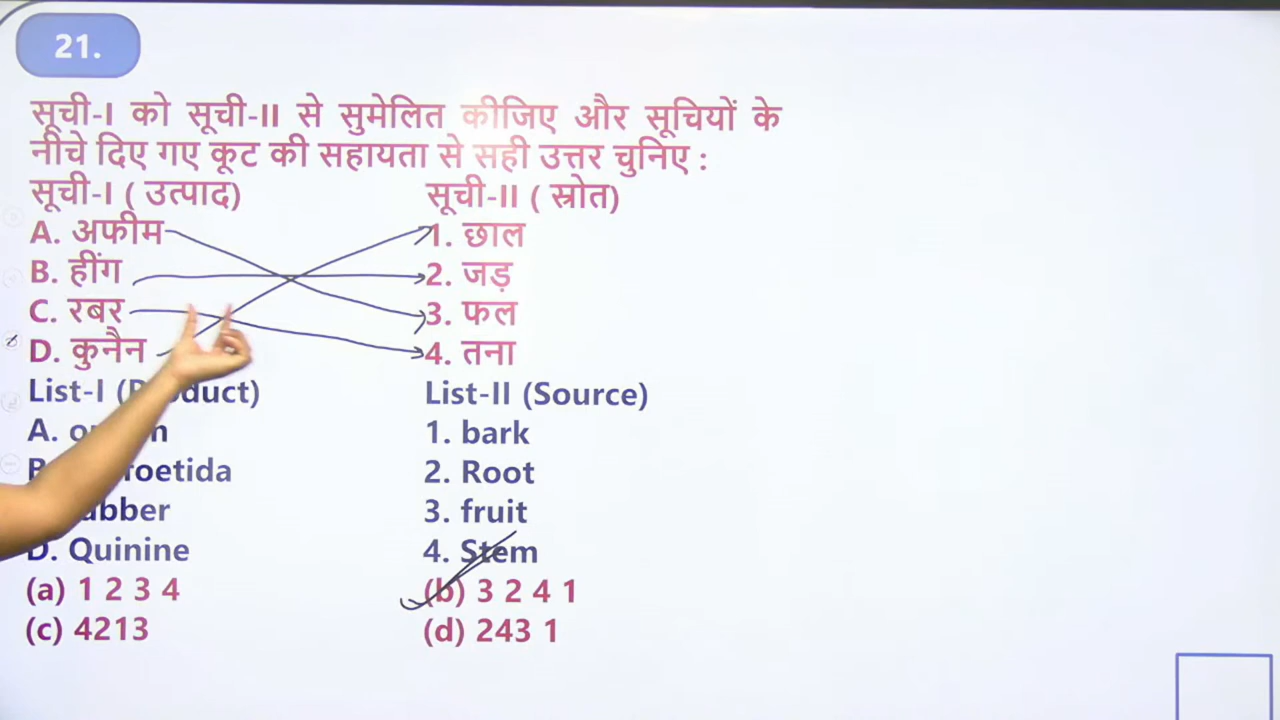 21.
सूची-I को सूची-II से सुमेलित कीजिए और सूचियों के
नीचे दिए गए कूट की सहायता से सही उत्तर चुनिए :
सूची-I ( उत्पाद) सूची-II ( स्रोत)
A. अफीम 1. छाल
B. हींग 2. जड़
C. रबर 3. फल
D. कुनैन 4. तना
List-I ( List-II (Source)
A. 1. bark
2. Root
3. fruit
D. Quinine 4. Stem
(a) 1 2 3 4 (b) 3 2 4 1
(c) 4213 (d) 243 1